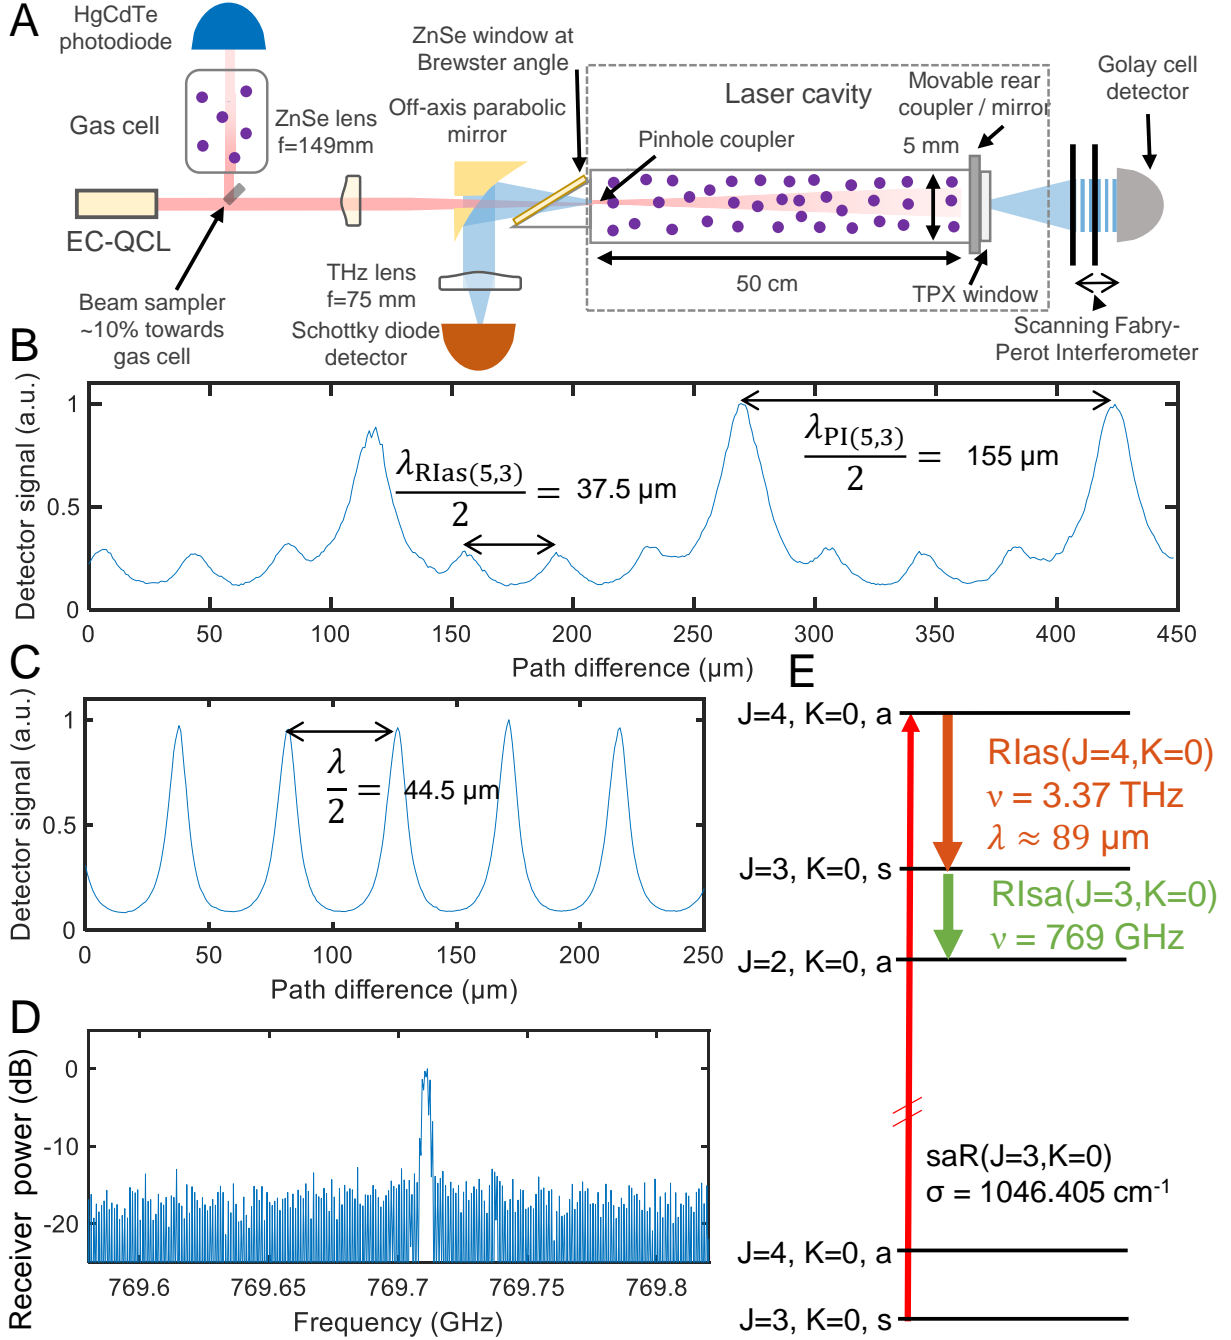 A
HgCdTe
photodiode
Gas cell
ZnSe lens
f=149mm
EC-QCL
Beam sampler
~10% towards
gas cell
ZnSe window at
Brewster angle
Off-axis parabolic
mirror
THz lens
f=75 mm
Schottky diode
detector
Laser cavity
Pinhole coupler
Movable rear
coupler / mirror
5 mm
50 cm
TPX window
Golay cell
detector
Scanning Fabry-
Perot Interferometer
B
Detector signal (a.u.)
1
0.5
0
λRIas(5,3)/2 = 37.5 µm
λPI(5,3)/2 = 155 µm
0 50 100 150 200 250 300 350 400 450
Path difference (µm)
C
Detector signal (a.u.)
1
0.5
0
λ/2 = 44.5 µm
0 50 100 150 200 250
Path difference (µm)
D
Receiver power (dB)
0
-10
-20
769.6 769.65 769.7 769.75 769.8
Frequency (GHz)
E
J=4, K=0, a
RIas(J=4,K=0)
ν = 3.37 THz
λ ≈ 89 µm
J=3, K=0, s
RIsa(J=3,K=0)
ν = 769 GHz
J=2, K=0, a
saR(J=3,K=0)
σ = 1046.405 cm-1
J=4, K=0, a
J=3, K=0, s